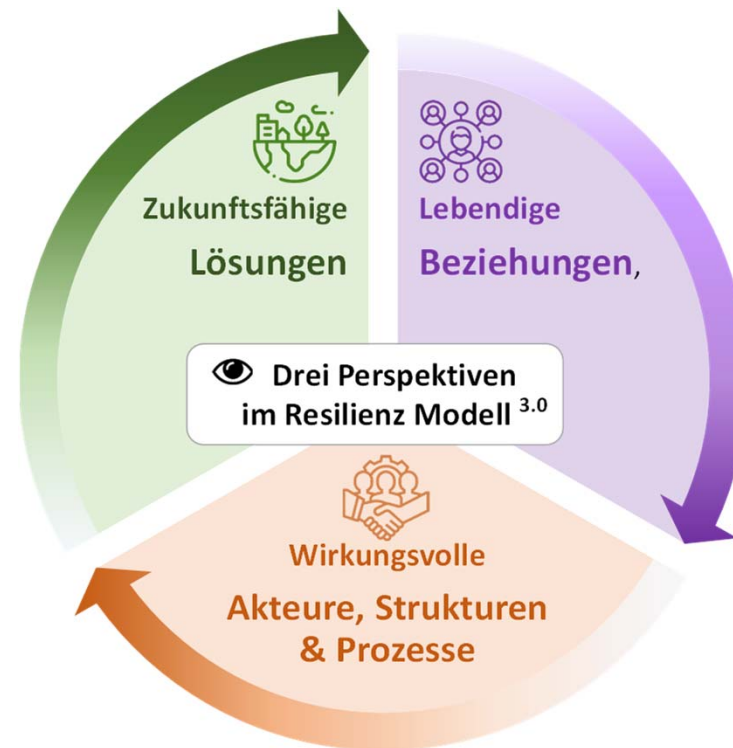 Zukunftsfähige
Lösungen
Lebendige
Beziehungen,
Drei Perspektiven
im Resilienz Modell 3.0
Wirkungsvolle
Akteure, Strukturen
& Prozesse